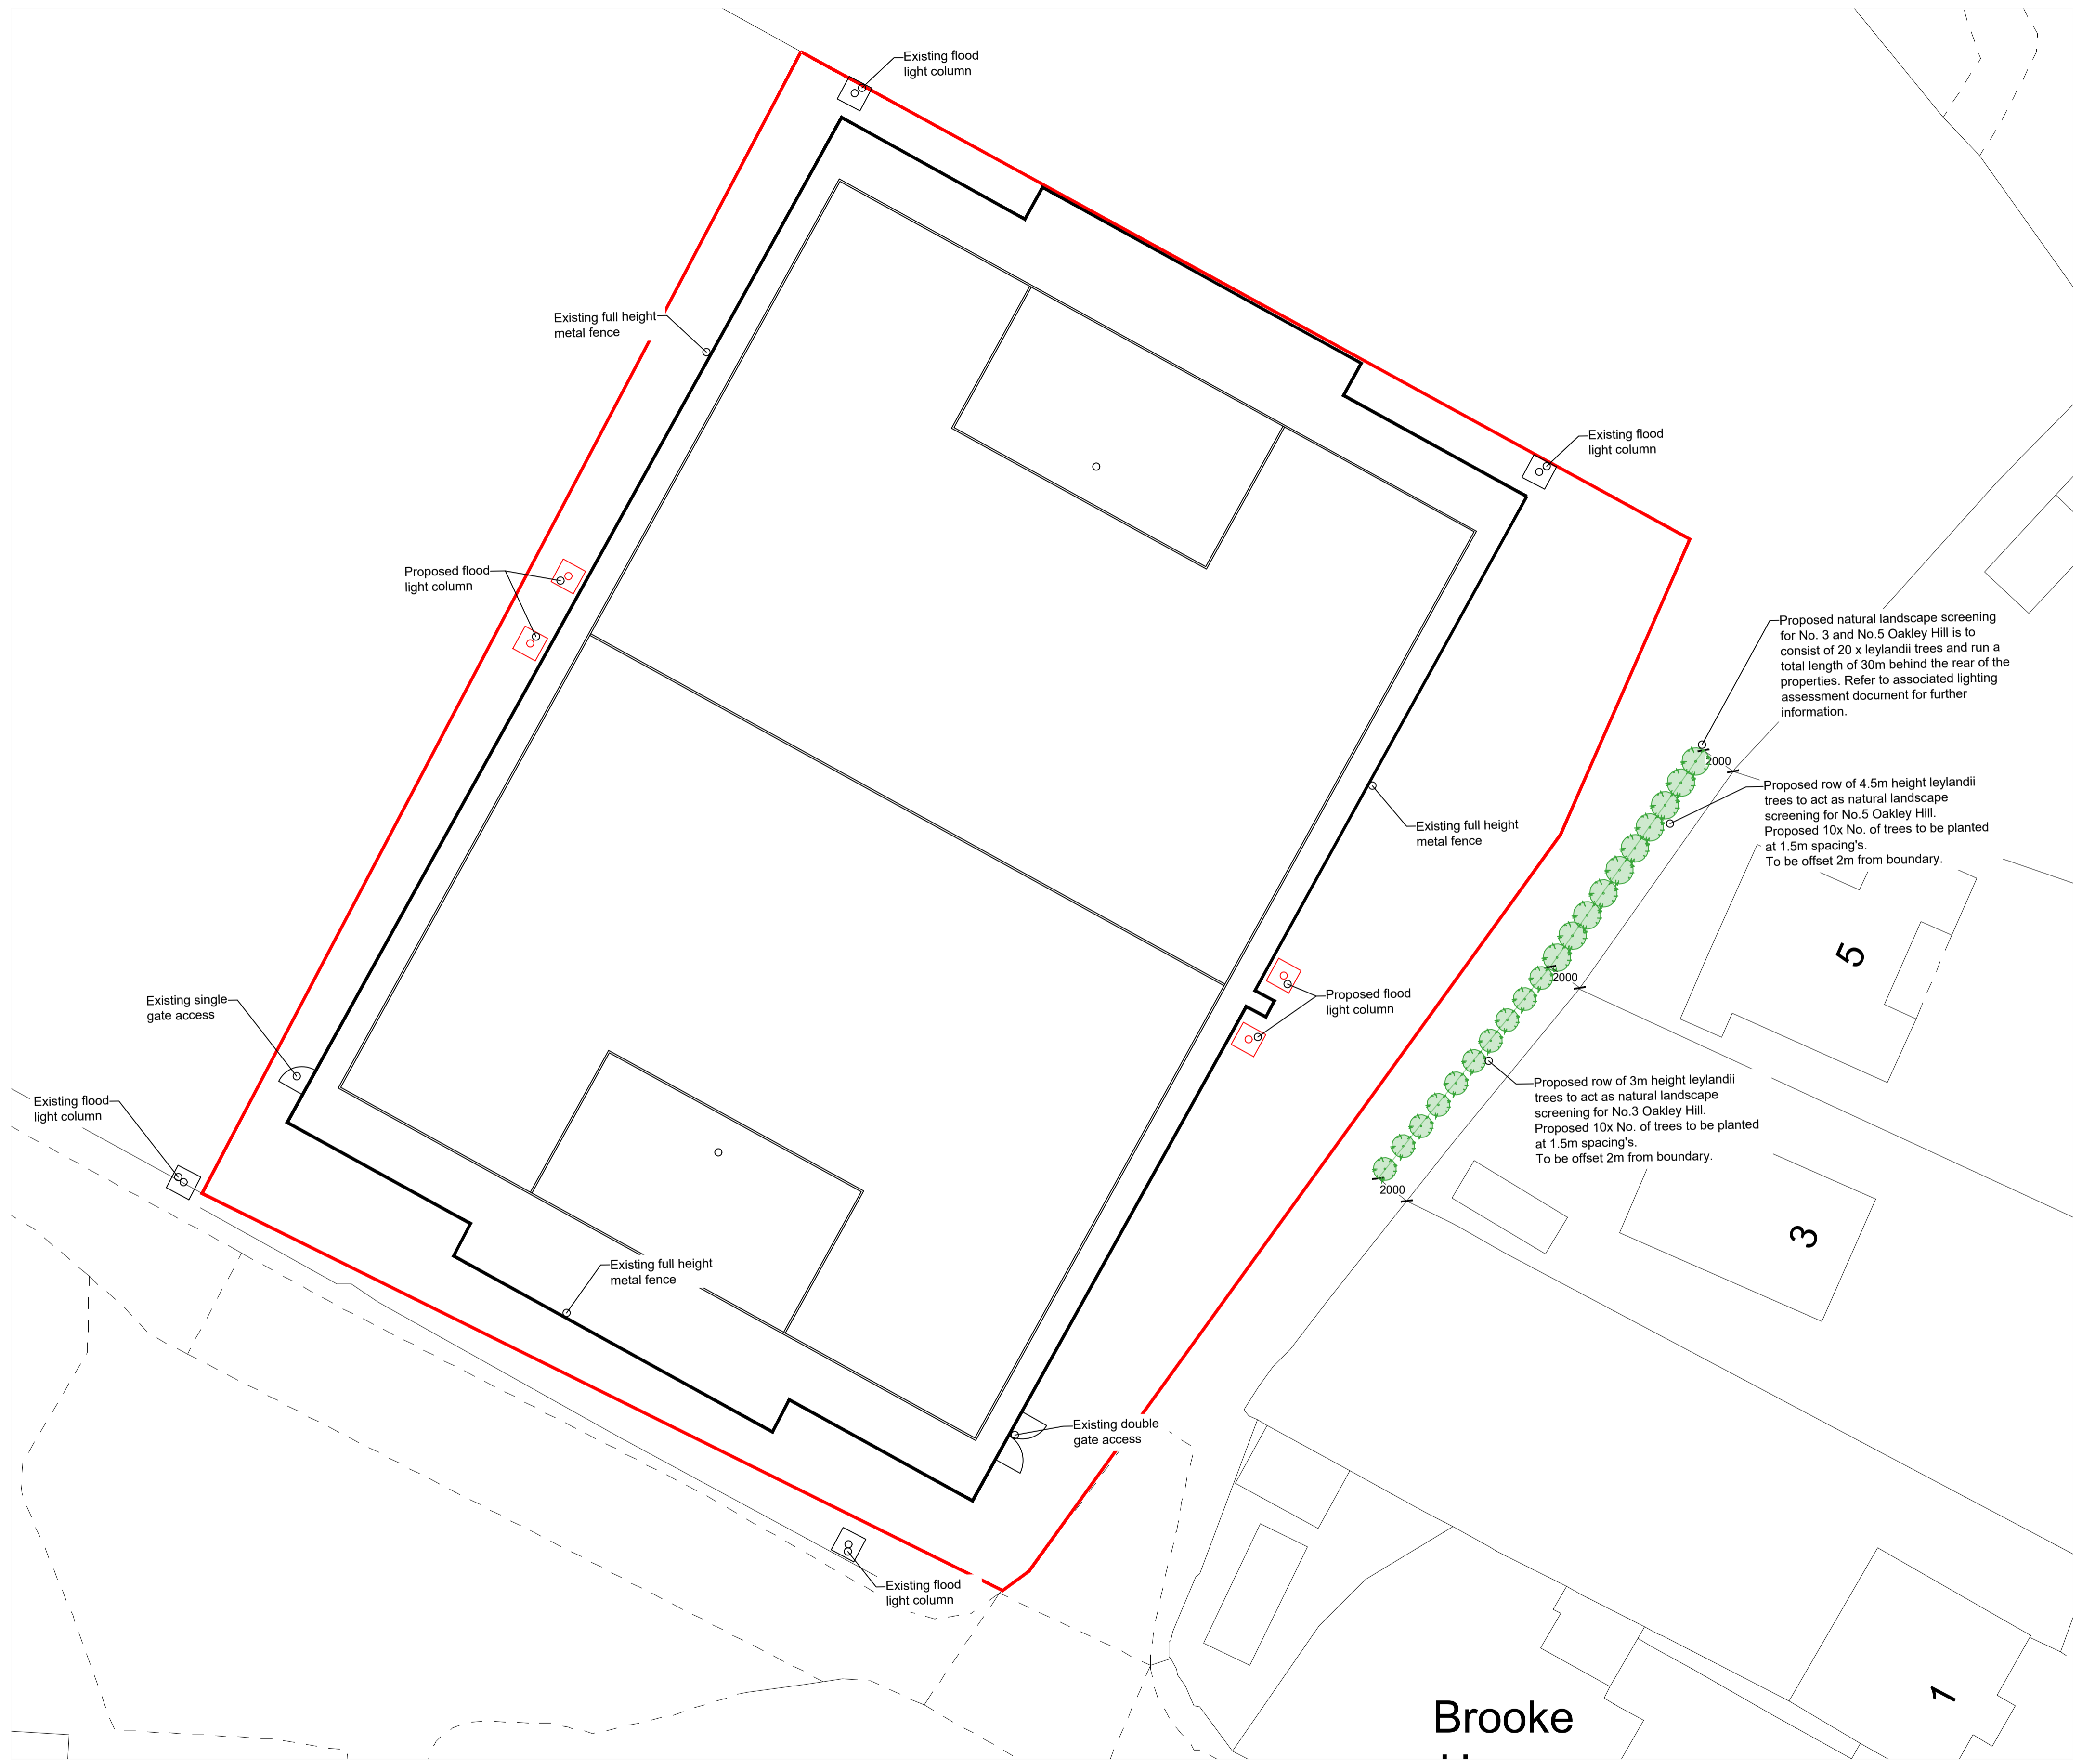 Existing flood
light column
Existing full height
metal fence
Existing flood
light column
Proposed flood
light column
Proposed natural landscape screening
for No. 3 and No.5 Oakley Hill is to
consist of 20 x leylandii trees and run a
total length of 30m behind the rear of the
properties. Refer to associated lighting
assessment document for further
information.
2000
Proposed row of 4.5m height leylandii
trees to act as natural landscape
screening for No.5 Oakley Hill.
Proposed 10x No. of trees to be planted
at 1.5m spacing's.
To be offset 2m from boundary.
Existing full height
metal fence
5
2000
Existing single
gate access
Proposed flood
light column
Existing flood
light column
Proposed row of 3m height leylandii
trees to act as natural landscape
screening for No.3 Oakley Hill.
Proposed 10x No. of trees to be planted
at 1.5m spacing's.
To be offset 2m from boundary.
2000
3
Existing full height
metal fence
Existing double
gate access
Existing flood
light column
1
Brooke